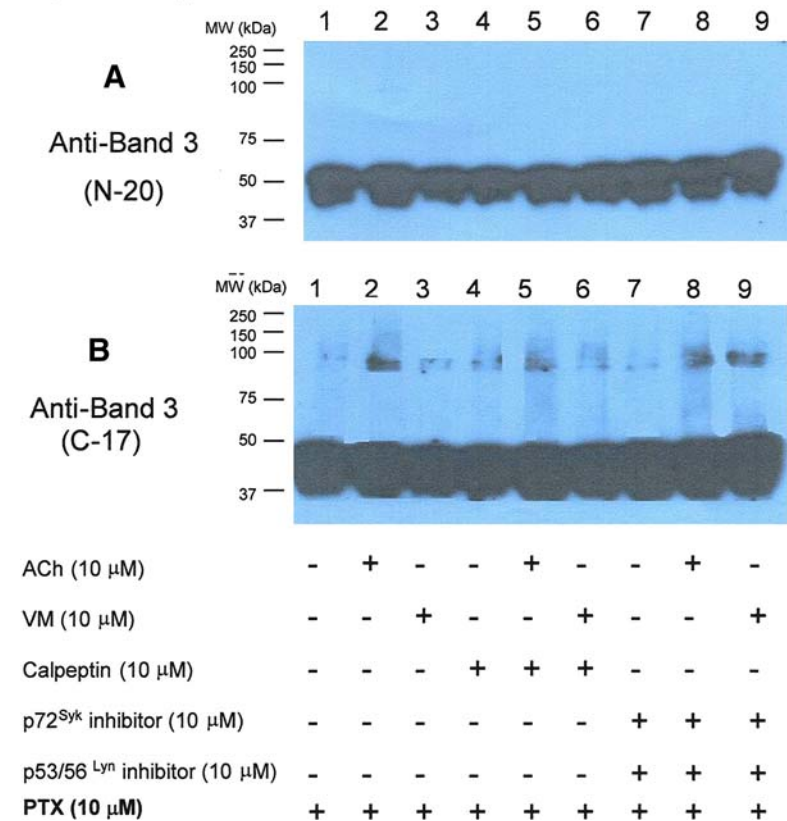 1 2 3 4 5 6 7 8 9
MW (kDa)
250
150
100
75
50
37
A
Anti-Band 3
(N-20)
1 2 3 4 5 6 7 8 9
MW (kDa)
250
150
100
75
50
37
B
Anti-Band 3
(C-17)
ACh (10 μM) - + - - + - - + -
VM (10 μM) - - + - - + - - +
Calpeptin (10 μM) - - - + + + - - -
p72Syk inhibitor (10 μM) - - - - - - + + +
p53/56 Lyn inhibitor (10 μM) - - - - - - + + +
PTX (10 μM) + + + + + + + + +